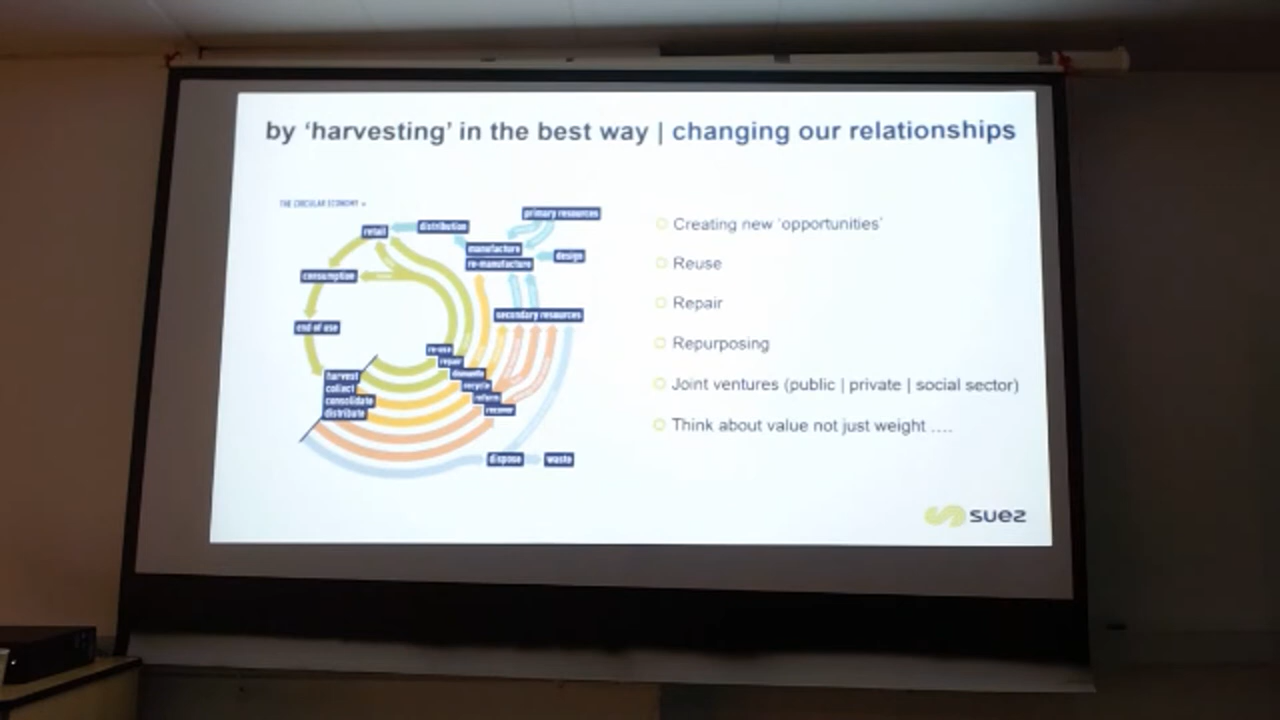 by ‘harvesting’ in the best way | changing our relationships
THE CIRCULAR ECONOMY
primary resources
retail
distribution
manufacture
re-manufacture
design
consumption
secondary resources
end of use
re-use
repair
dismantle
recycle
reform
recover
harvest
collect
consolidate
distribute
dispose
waste
Creating new ‘opportunities’
Reuse
Repair
Repurposing
Joint ventures (public | private | social sector)
Think about value not just weight ....
suez